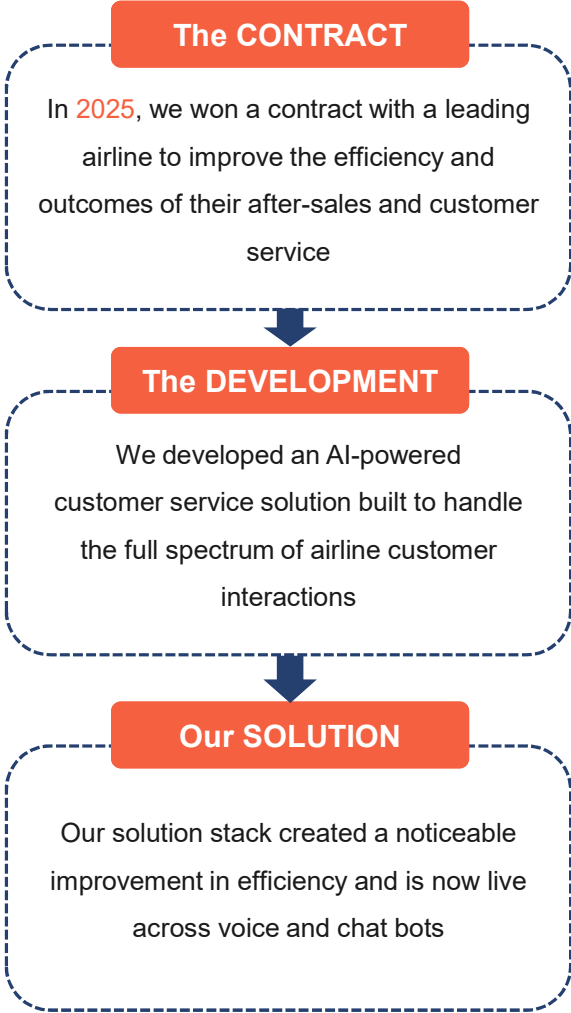 The CONTRACT
In 2025, we won a contract with a leading
airline to improve the efficiency and
outcomes of their after-sales and customer
service
The DEVELOPMENT
We developed an AI-powered
customer service solution built to handle
the full spectrum of airline customer
interactions
Our SOLUTION
Our solution stack created a noticeable
improvement in efficiency and is now live
across voice and chat bots